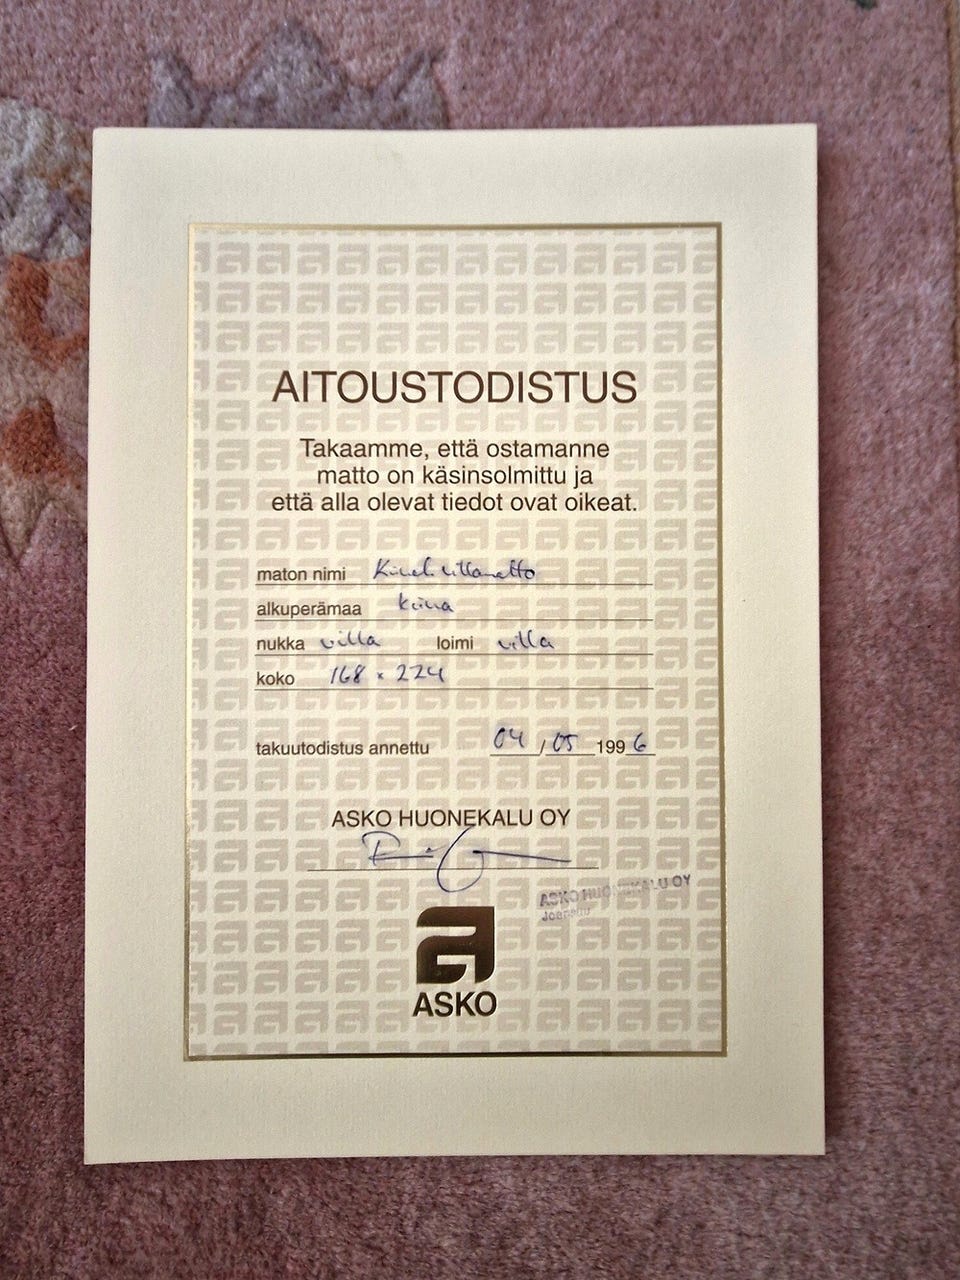 AITOUSTODISTUS
Takaamme, että ostamanne
matto on käsinsolmittu ja
että alla olevat tiedot ovat oikeat.
maton nimi
alkuperämaa Kiina
nukka villa loimi villa
koko 168 x 224
takuutodistus annettu 04 / 05 1996
ASKO HUONEKALU OY
ASKO HUONEKALU OY
Joensuu
ASKO